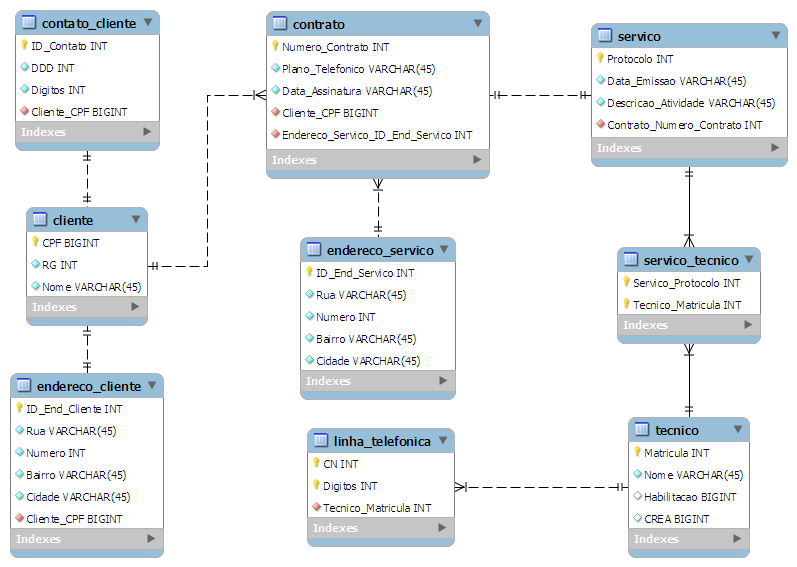 contato_cliente
ID_Contato INT
DDD INT
Digitos INT
Cliente_CPF BIGINT
Indexes
contrato
Numero_Contrato INT
Plano_Telefonico VARCHAR(45)
Data_Assinatura VARCHAR(45)
Cliente_CPF BIGINT
Endereco_Servico_ID_End_Servico INT
Indexes
servico
Protocolo INT
Data_Emissao VARCHAR(45)
Descricao_Atividade VARCHAR(45)
Contrato_Numero_Contrato INT
Indexes
cliente
CPF BIGINT
RG INT
Nome VARCHAR(45)
Indexes
endereco_servico
ID_End_Servico INT
Rua VARCHAR(45)
Numero INT
Bairro VARCHAR(45)
Cidade VARCHAR(45)
Indexes
servico_tecnico
Servico_Protocolo INT
Tecnico_Matricula INT
Indexes
endereco_cliente
ID_End_Cliente INT
Rua VARCHAR(45)
Numero INT
Bairro VARCHAR(45)
Cidade VARCHAR(45)
Cliente_CPF BIGINT
Indexes
linha_telefonica
CN INT
Digitos INT
Tecnico_Matricula INT
Indexes
tecnico
Matricula INT
Nome VARCHAR(45)
Habilitacao BIGINT
CREA BIGINT
Indexes